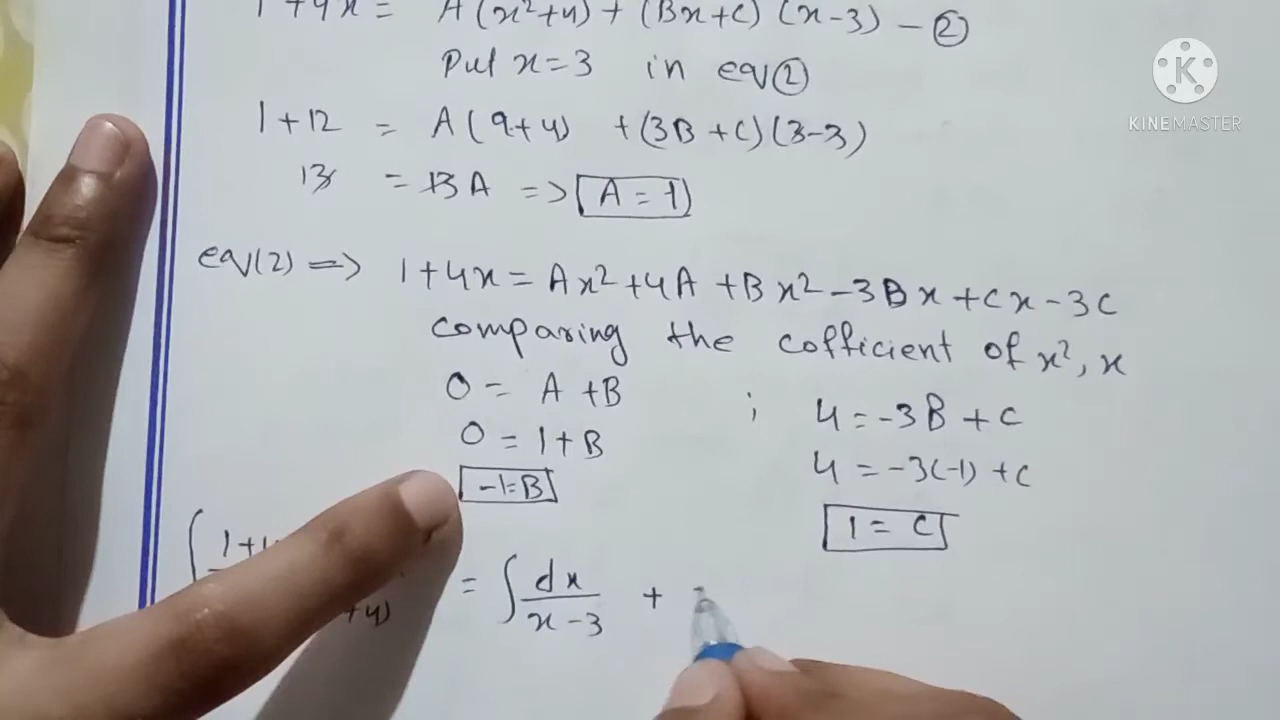 1+4x = A(x²+4) + (Bx+C)(x-3) - ②
Put x=3 in eq ②
1+12 = A(9+4) + (3B+C)(3-3)
13 = 13A => A = 1
eq(2) => 1+4x = Ax²+4A+Bx²-3Bx+Cx-3C
comparing the cofficient of x², x
0 = A+B ; 4 = -3B+C
0 = 1+B 4 = -3(-1)+C
-1=B 1 = C
= ∫ dx/(x-3) +
K
KINEMASTER